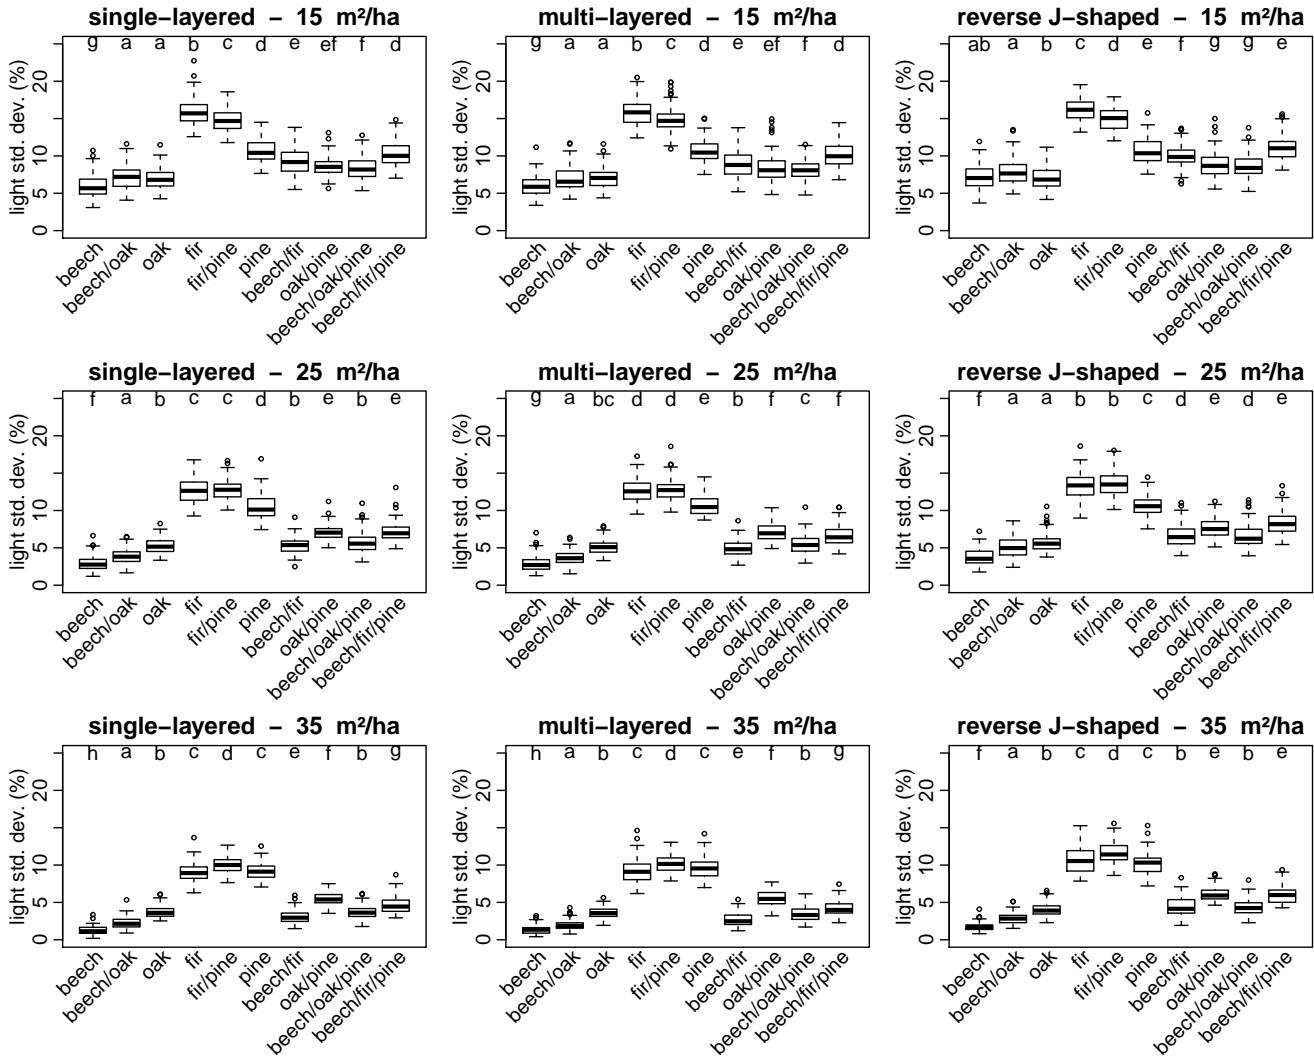 single−layered − 15 m²/ha
g a a b c d e ef f d
light std. dev. (%)
0 5 10 20
beech beech/oak oak fir fir/pine pine beech/fir oak/pine beech/oak/pine beech/fir/pine
multi−layered − 15 m²/ha
g a a b c d e ef f d
light std. dev. (%)
0 5 10 20
beech beech/oak oak fir fir/pine pine beech/fir oak/pine beech/oak/pine beech/fir/pine
reverse J−shaped − 15 m²/ha
ab a b c d e f g g e
light std. dev. (%)
0 5 10 20
beech beech/oak oak fir fir/pine pine beech/fir oak/pine beech/oak/pine beech/fir/pine
single−layered − 25 m²/ha
f a b c c d b e b e
light std. dev. (%)
0 5 10 20
beech beech/oak oak fir fir/pine pine beech/fir oak/pine beech/oak/pine beech/fir/pine
multi−layered − 25 m²/ha
g a bc d d e b f c f
light std. dev. (%)
0 5 10 20
beech beech/oak oak fir fir/pine pine beech/fir oak/pine beech/oak/pine beech/fir/pine
reverse J−shaped − 25 m²/ha
f a a b b c d e d e
light std. dev. (%)
0 5 10 20
beech beech/oak oak fir fir/pine pine beech/fir oak/pine beech/oak/pine beech/fir/pine
single−layered − 35 m²/ha
h a b c d c e f b g
light std. dev. (%)
0 5 10 20
beech beech/oak oak fir fir/pine pine beech/fir oak/pine beech/oak/pine beech/fir/pine
multi−layered − 35 m²/ha
h a b c d c e f b g
light std. dev. (%)
0 5 10 20
beech beech/oak oak fir fir/pine pine beech/fir oak/pine beech/oak/pine beech/fir/pine
reverse J−shaped − 35 m²/ha
f a b c d c b e b e
light std. dev. (%)
0 5 10 20
beech beech/oak oak fir fir/pine pine beech/fir oak/pine beech/oak/pine beech/fir/pine